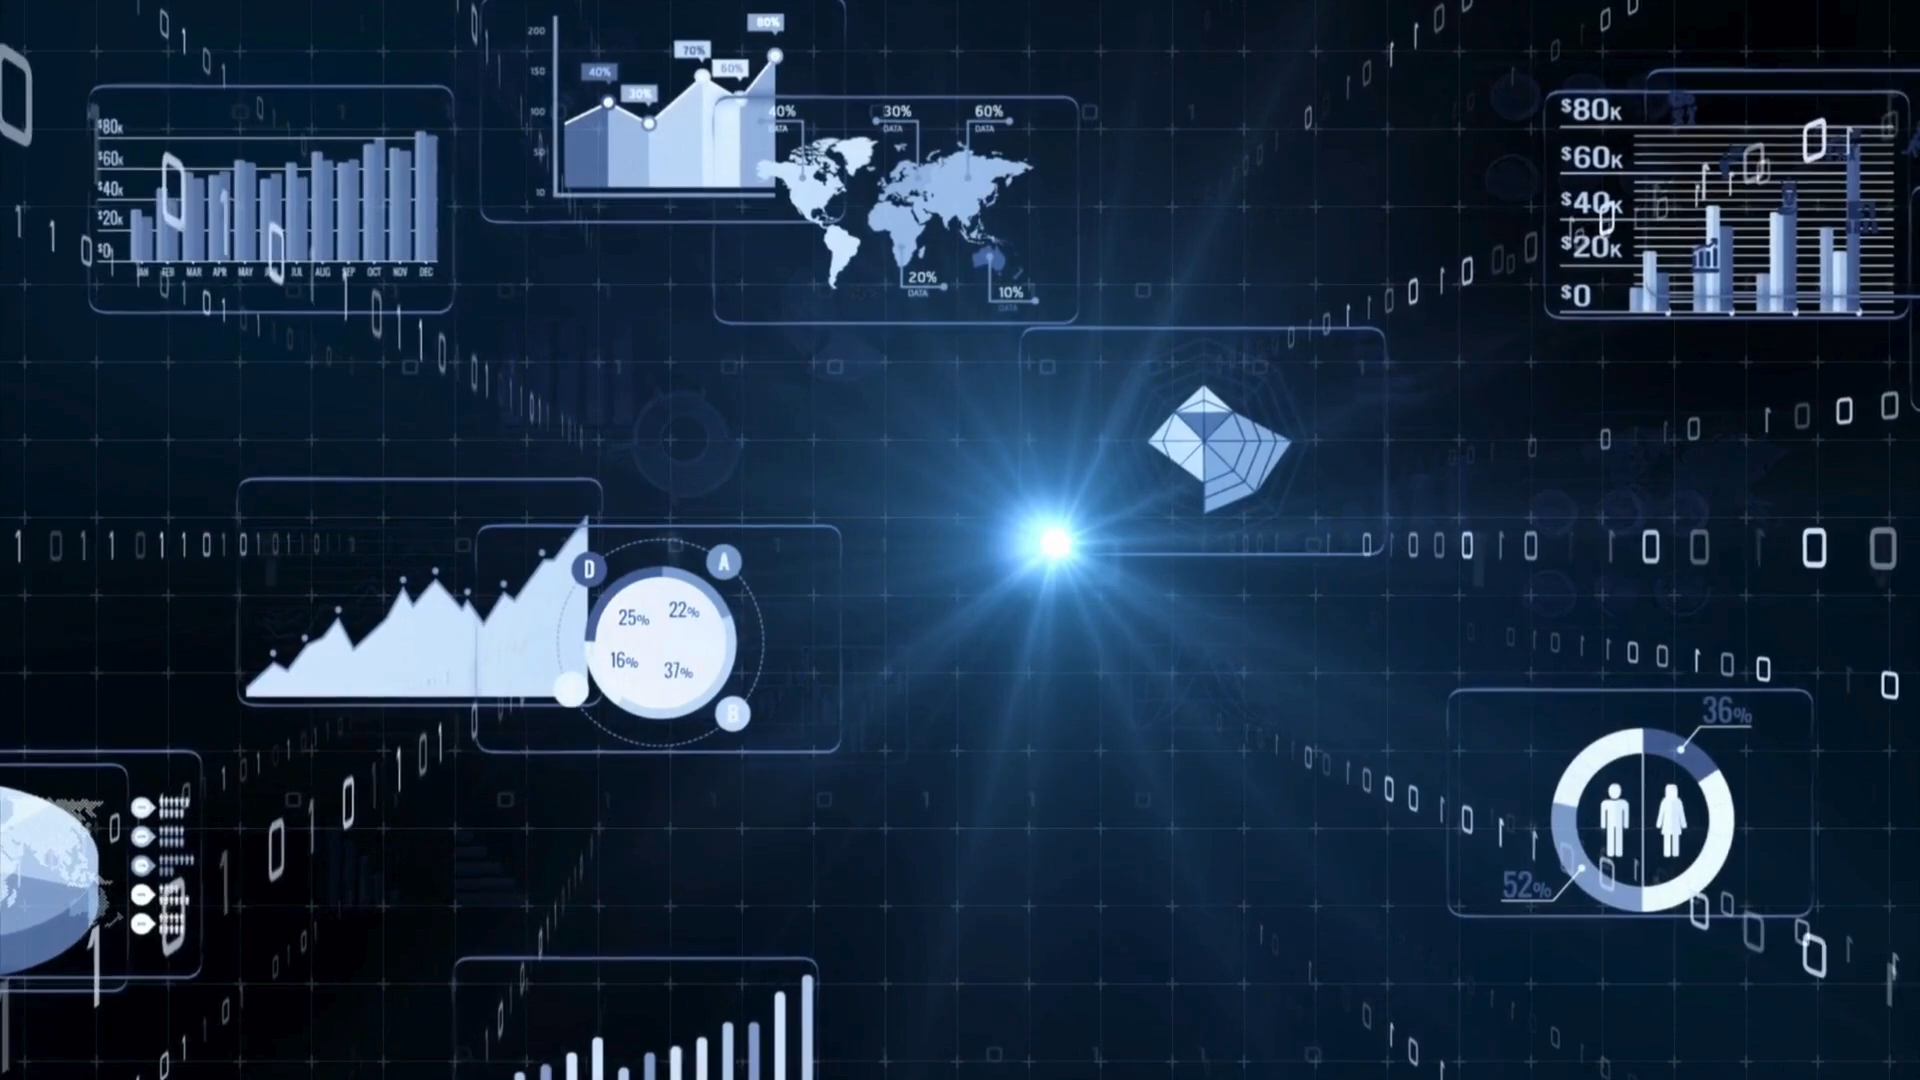 200
150
100
50
10
40%
30%
70%
60%
80%
$80K
$60K
$40K
$20K
$0
JAN FEB MAR APR MAY JUN JUL AUG SEP OCT NOV DEC
40%
DATA
30%
DATA
60%
DATA
20%
DATA
10%
DATA
$80K
$60K
$40K
$20K
$0
D
A
B
25%
22%
16%
37%
36%
52%